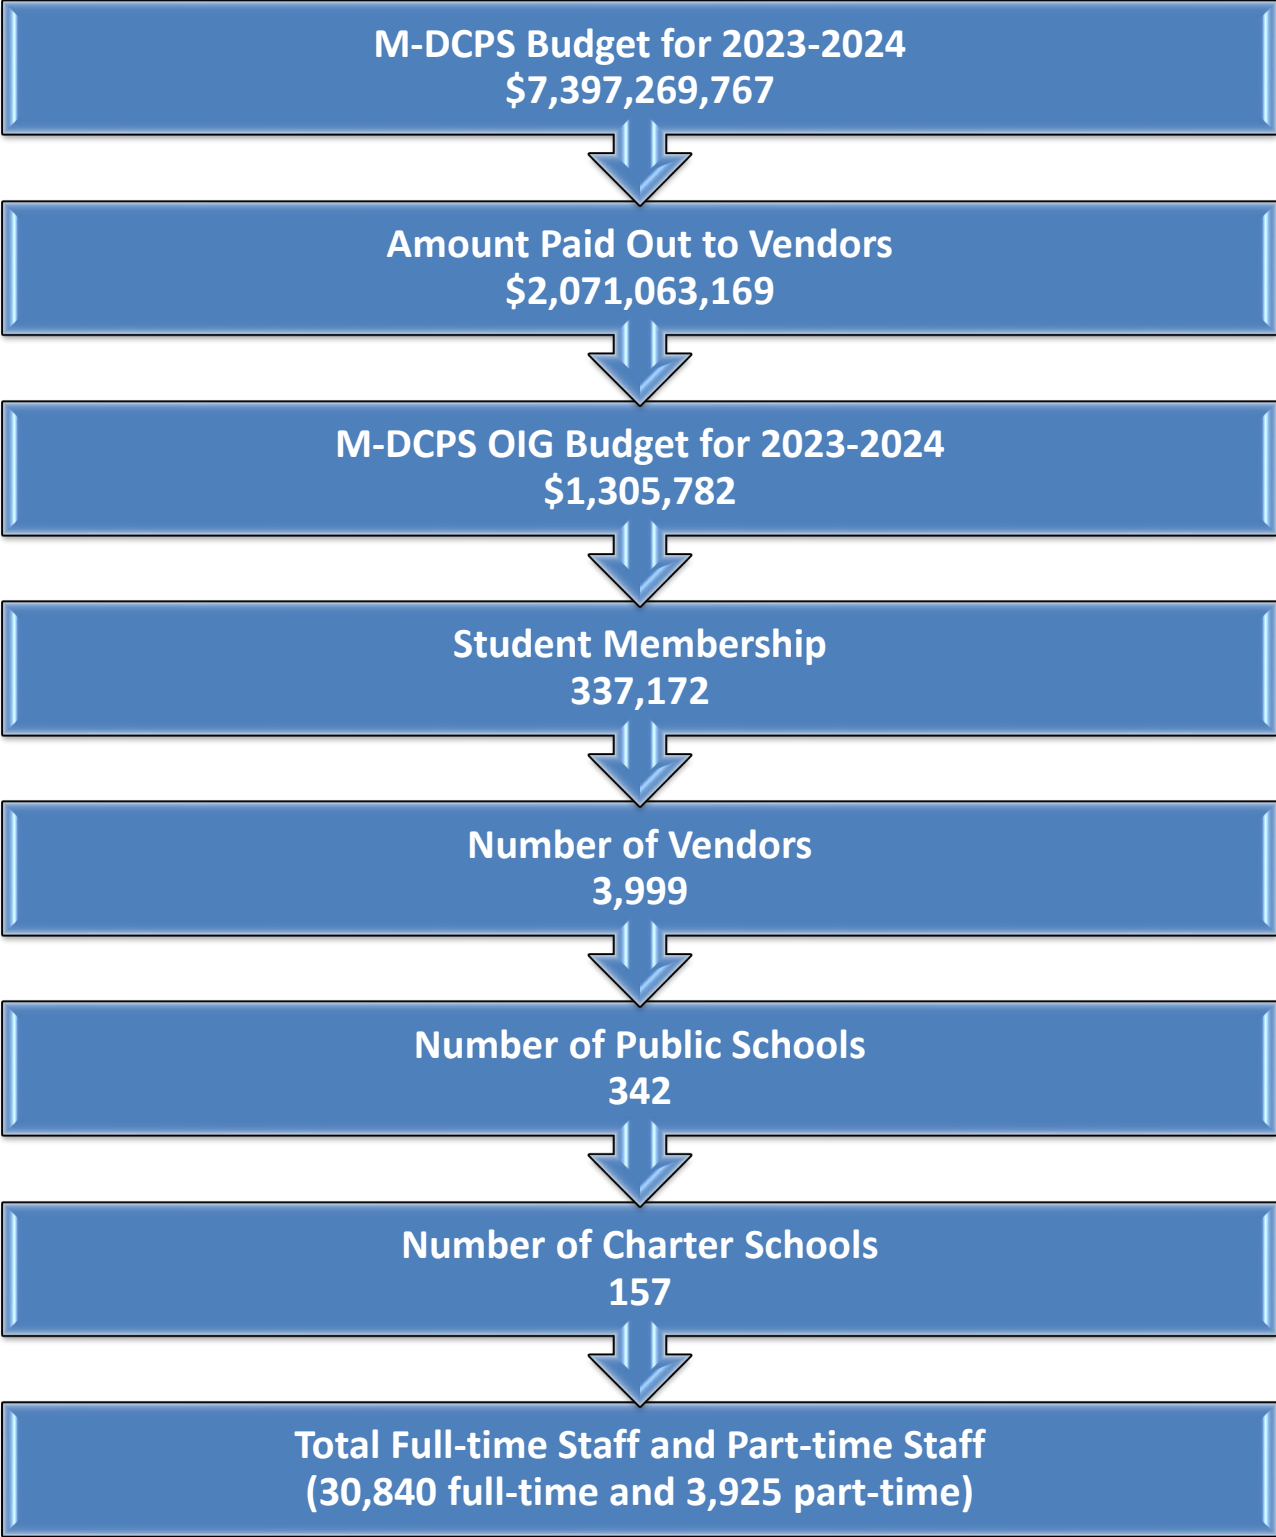 M-DCPS Budget for 2023-2024
$7,397,269,767
Amount Paid Out to Vendors
$2,071,063,169
M-DCPS OIG Budget for 2023-2024
$1,305,782
Student Membership
337,172
Number of Vendors
3,999
Number of Public Schools
342
Number of Charter Schools
157
Total Full-time Staff and Part-time Staff
(30,840 full-time and 3,925 part-time)